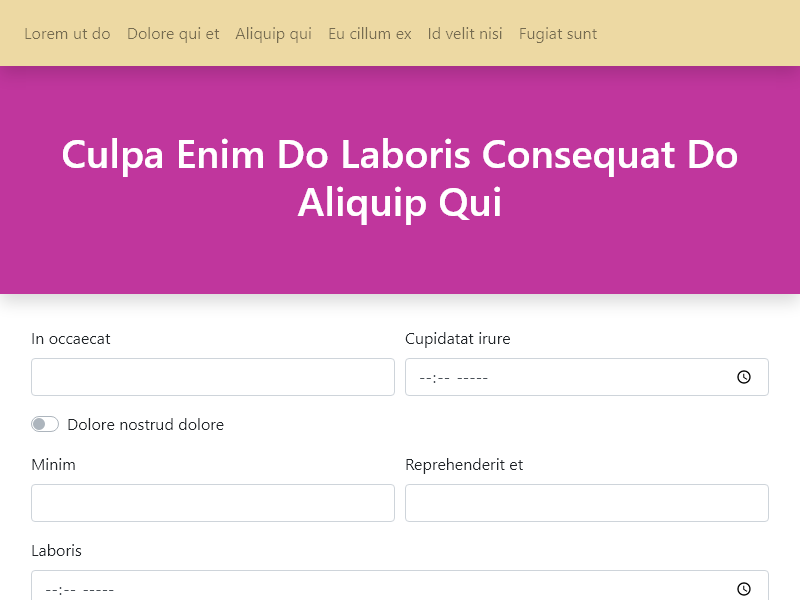 Lorem ut do Dolore qui et Aliquip qui Eu cillum ex Id velit nisi Fugiat sunt
Culpa Enim Do Laboris Consequat Do
Aliquip Qui
In occaecat Cupidatat irure
--:-- -----
Dolore nostrud dolore
Minim Reprehenderit et
Laboris
--:-- -----